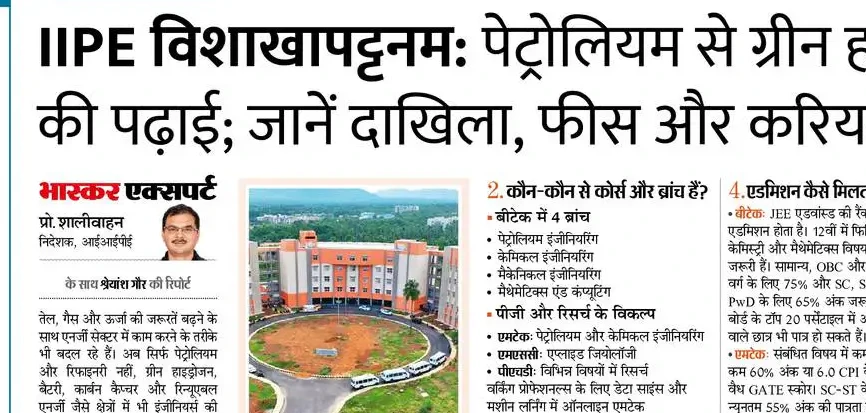 IIPE विशाखापट्टनम: पेट्रोलियम से ग्रीन
की पढ़ाई; जानें दाखिला, फीस और
भास्कर एक्सपर्ट
प्रो. शालीवाहन
निदेशक, आईआईपीई
के साथ श्रेयांश गौर की रिपोर्ट
तेल, गैस और ऊर्जा की जरूरतें बढ़ने के
साथ एनर्जी सेक्टर में काम करने के तरीके
भी बदल रहे हैं। अब सिर्फ पेट्रोलियम
और रिफाइनरी नहीं, ग्रीन हाइड्रोजन,
बैटरी, कार्बन कैप्चर और रिन्यूएबल
एनर्जी जैसे क्षेत्रों में भी इंजीनियर्स की
2. कौन-कौन से कोर्स और ब्रांच हैं?
▪ बीटेक में 4 ब्रांच
• पेट्रोलियम इंजीनियरिंग
• केमिकल इंजीनियरिंग
• मैकेनिकल इंजीनियरिंग
• मैथेमेटिक्स एंड कंप्यूटिंग
▪ पीजी और रिसर्च के विकल्प
• एमटेक: पेट्रोलियम और केमिकल इंजीनियरिंग
• एमएससी: एप्लाइड जियोलॉजी
• पीएचडी: विभिन्न विषयों में रिसर्च
वर्किंग प्रोफेशनल्स के लिए डेटा साइंस और
मशीन लर्निंग में ऑनलाइन एमटेक
4. एडमिशन कैसे
• बीटेक: JEE एडवांस्ड की
एडमिशन होता है। 12वीं में
केमिस्ट्री और मैथेमेटिक्स
जरूरी हैं। सामान्य, OBC और
वर्ग के लिए 75% और SC,
PwD के लिए 65% अंक
बोर्ड के टॉप 20 पर्सेंटाइल में
वाले छात्र भी पात्र हो सकते हैं।
• एमटेक: संबंधित विषय में
कम 60% अंक या 6.0 CPI
वैध GATE स्कोर। SC-ST
न्यूनतम 55% अंक की